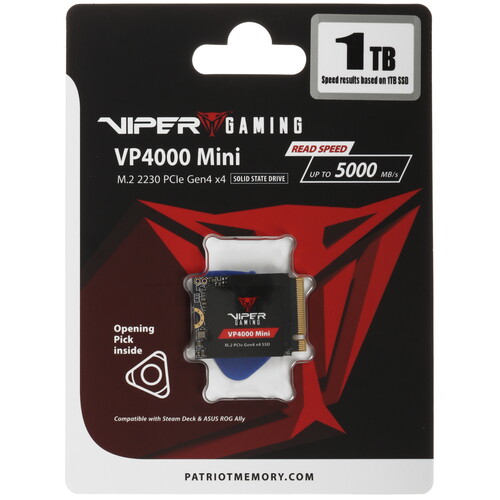 1TB
Speed results based on 1TB SSD
VIPER GAMING
VP4000 Mini
M.2 2230 PCIe Gen4 x4 SOLID STATE DRIVE
READ SPEED
UP TO 5000 MB/s
VIPER
GAMING
VP4000 Mini
M.2 PCIe Gen4 x4 SSD
Opening
Pick
inside
Compatible with Steam Deck & ASUS ROG Ally
PATRIOTMEMORY.COM